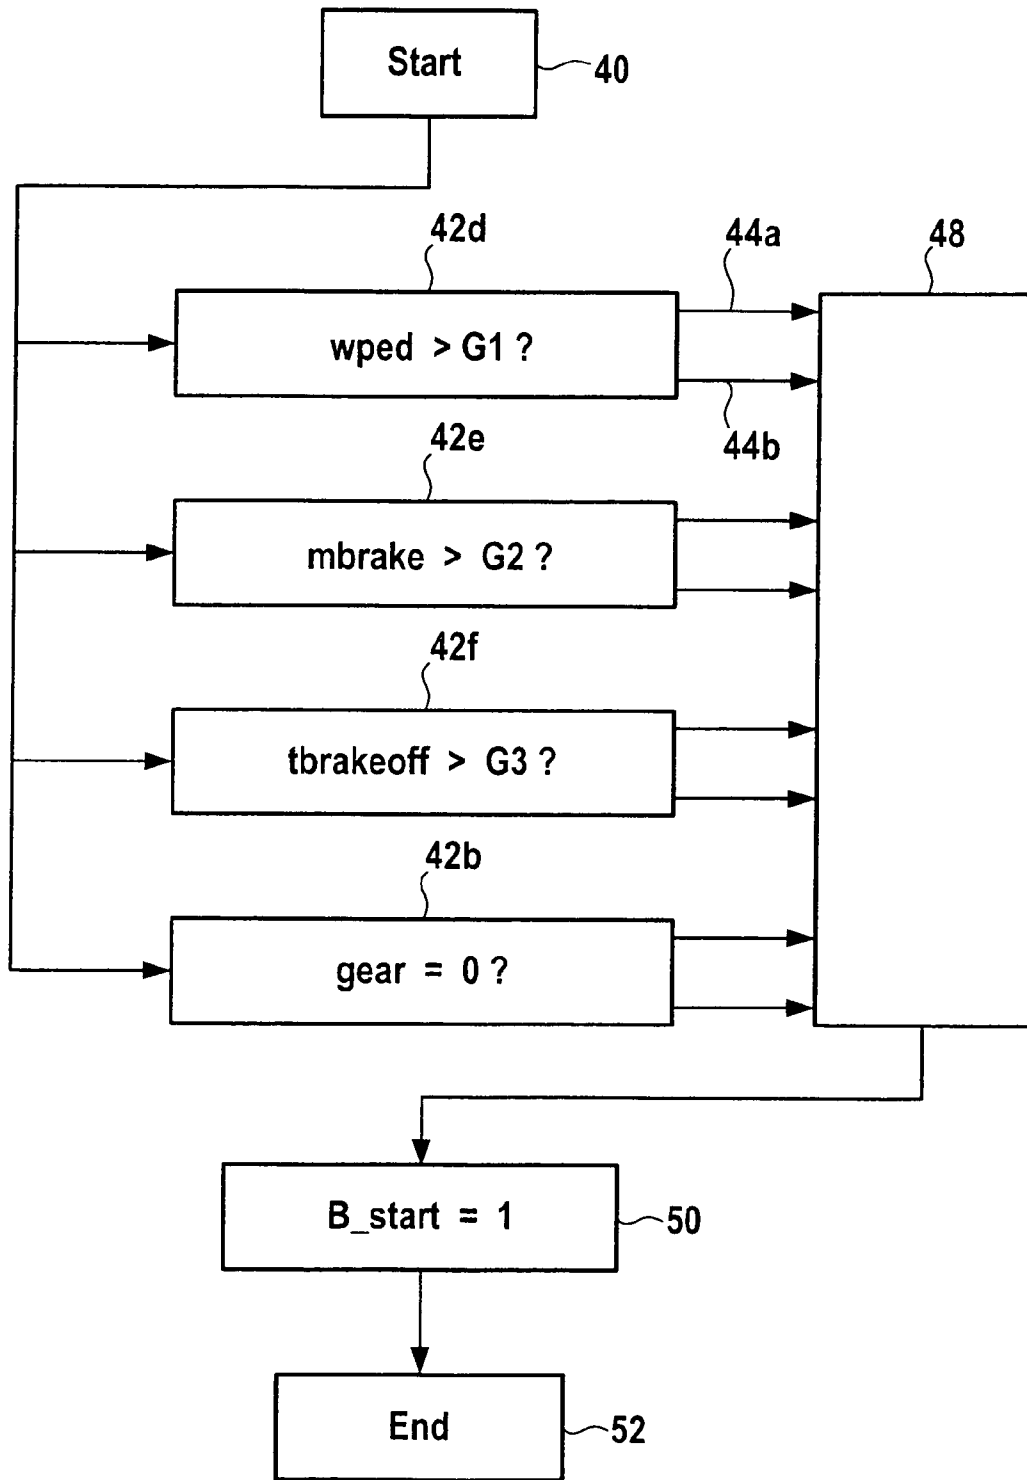 Start
40
42d
44a
48
wped > G1 ?
44b
42e
mbrake > G2 ?
42f
tbrakeoff > G3 ?
42b
gear = 0 ?
B_start = 1
50
End
52